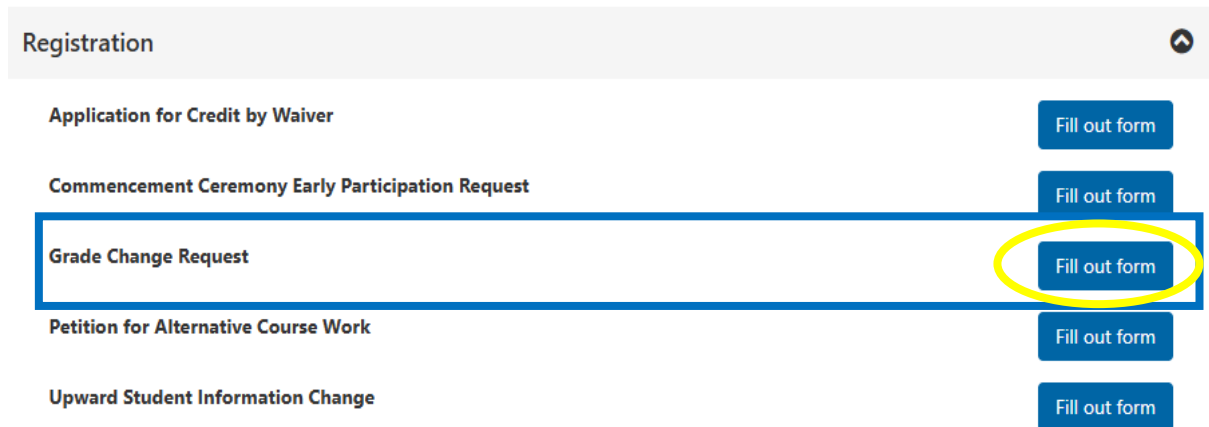 Registration
Application for Credit by Waiver
Fill out form
Commencement Ceremony Early Participation Request
Fill out form
Grade Change Request
Fill out form
Petition for Alternative Course Work
Fill out form
Upward Student Information Change
Fill out form